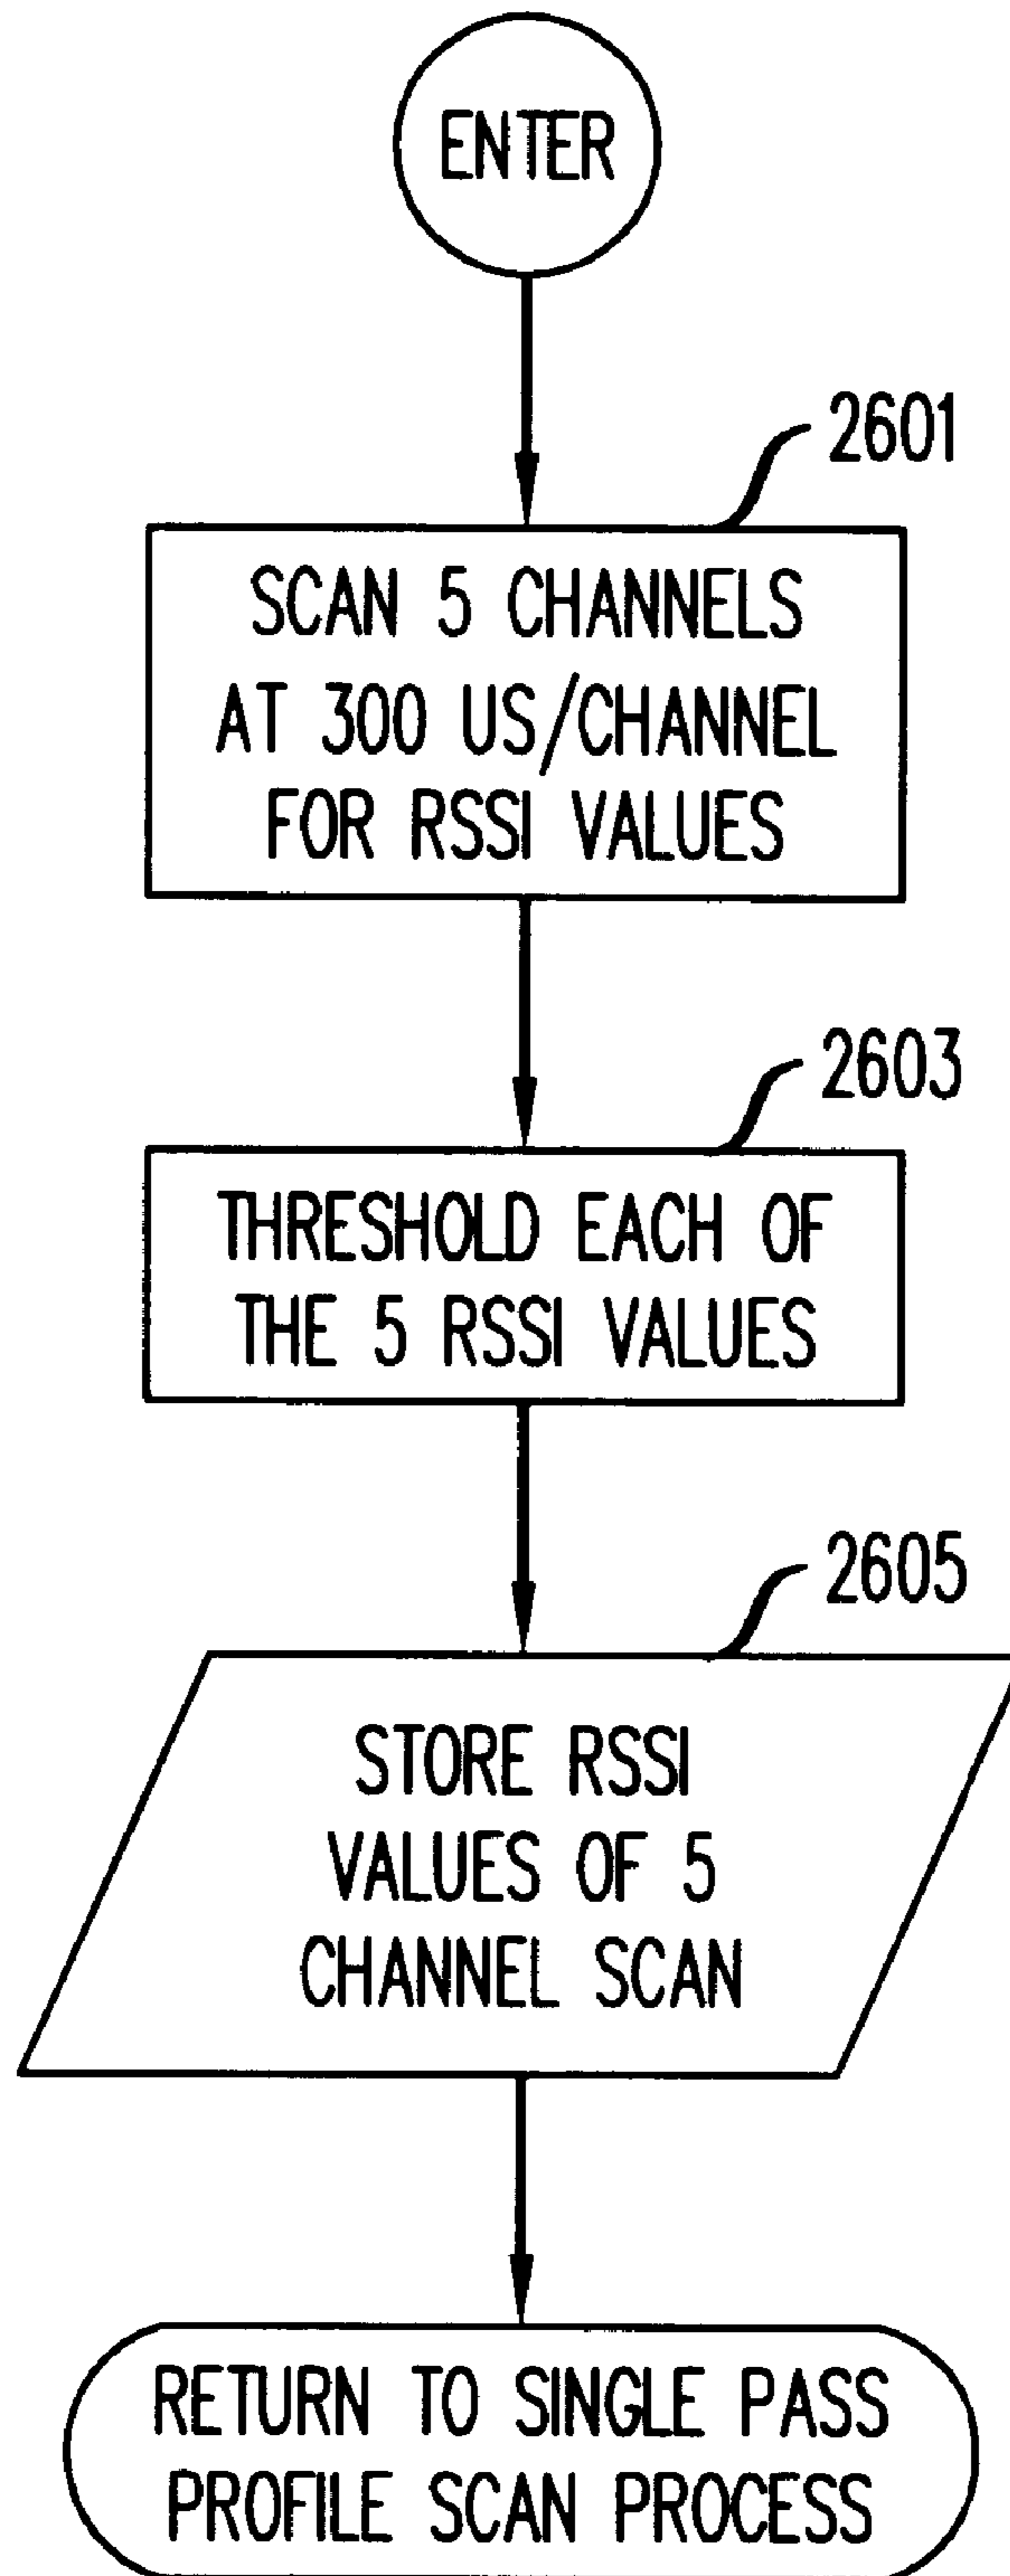 ENTER
2601
SCAN 5 CHANNELS
AT 300 US/CHANNEL
FOR RSSI VALUES
2603
THRESHOLD EACH OF
THE 5 RSSI VALUES
2605
STORE RSSI
VALUES OF 5
CHANNEL SCAN
RETURN TO SINGLE PASS
PROFILE SCAN PROCESS